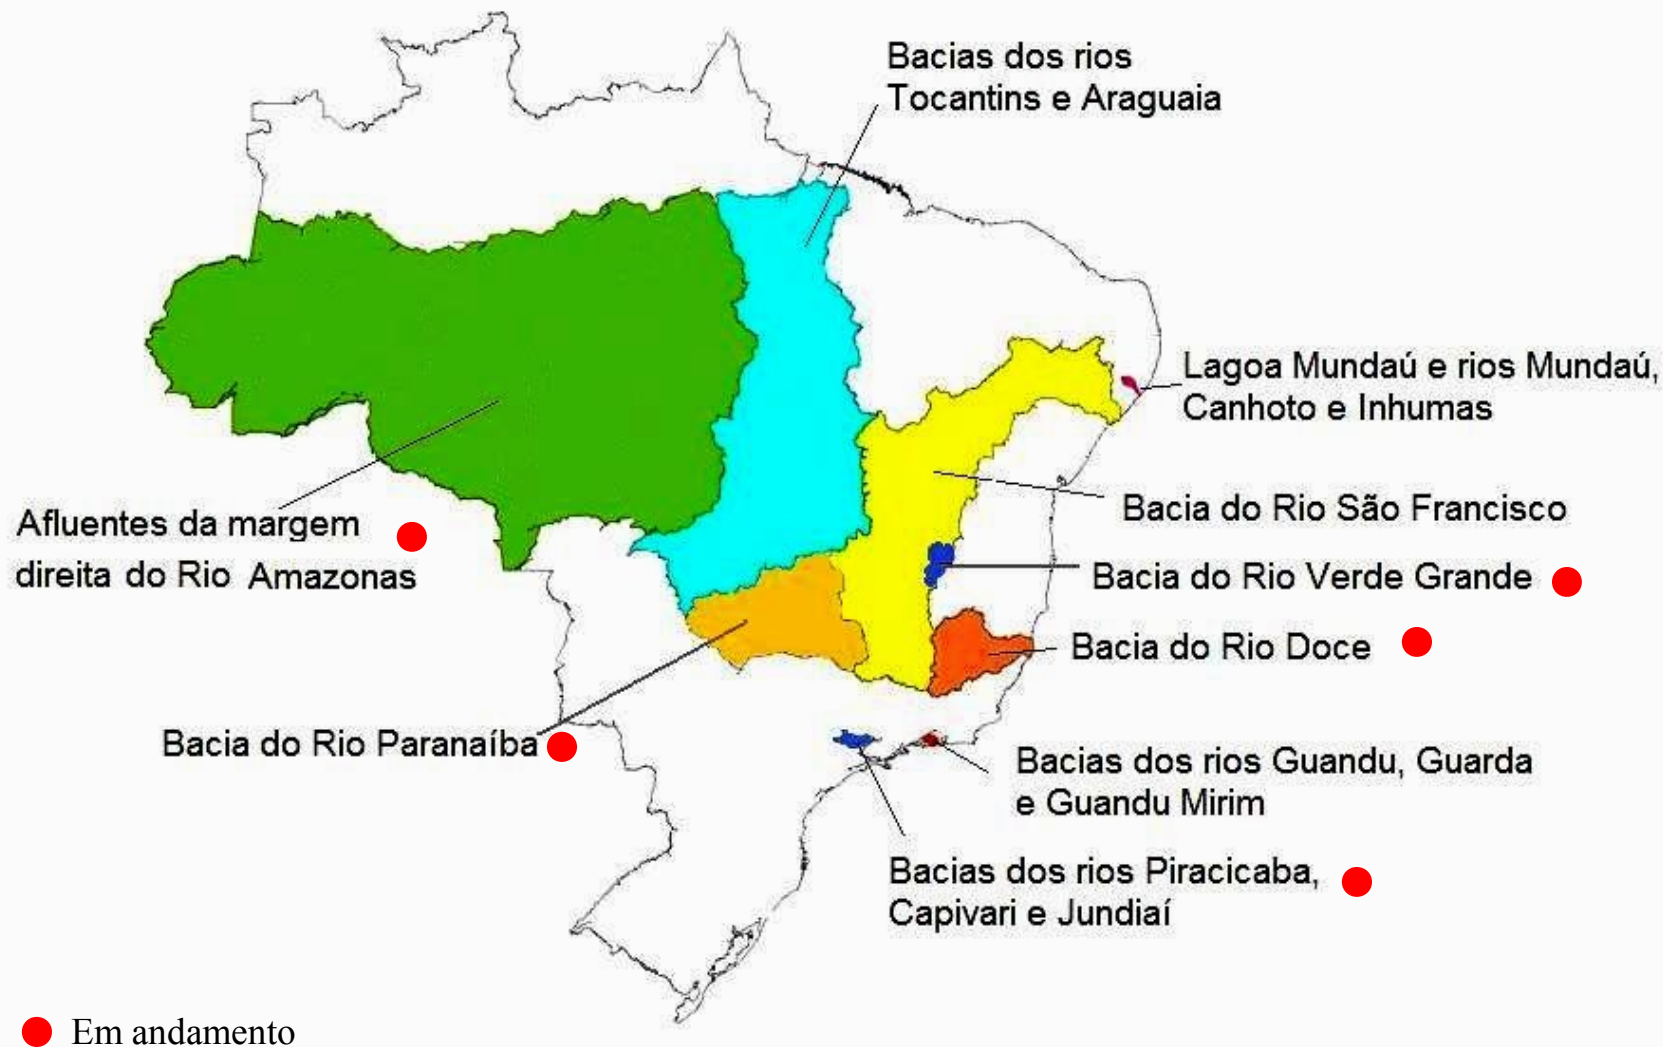 Bacias dos rios
Tocantins e Araguaia
Lagoa Mundaú e rios Mundaú,
Canhoto e Inhumas
Bacia do Rio São Francisco
Afluentes da margem
direita do Rio Amazonas
Bacia do Rio Verde Grande
Bacia do Rio Doce
Bacia do Rio Paranaíba
Bacias dos rios Guandu, Guarda
e Guandu Mirim
Bacias dos rios Piracicaba,
Capivari e Jundiaí
Em andamento